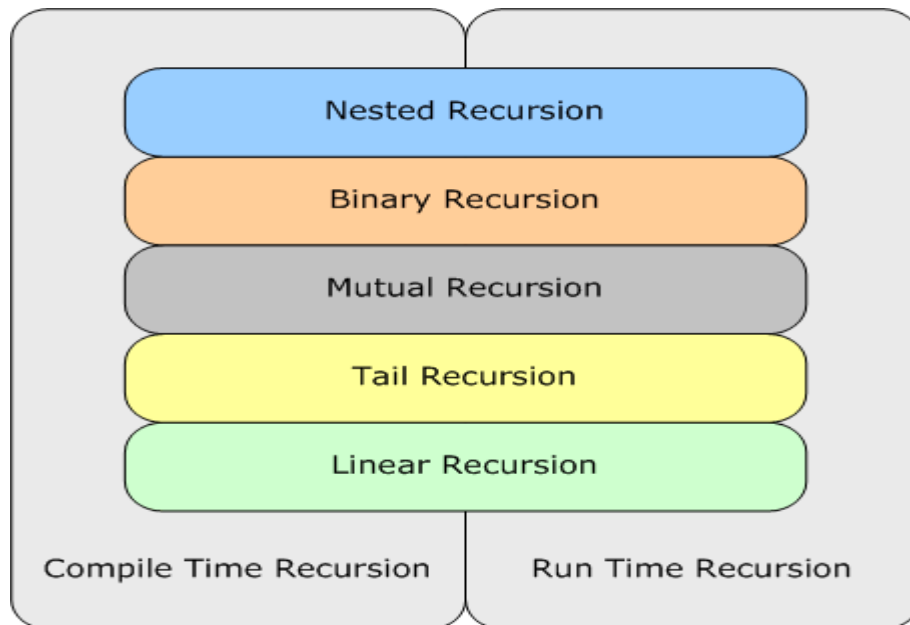 Nested Recursion
Binary Recursion
Mutual Recursion
Tail Recursion
Linear Recursion
Compile Time Recursion
Run Time Recursion